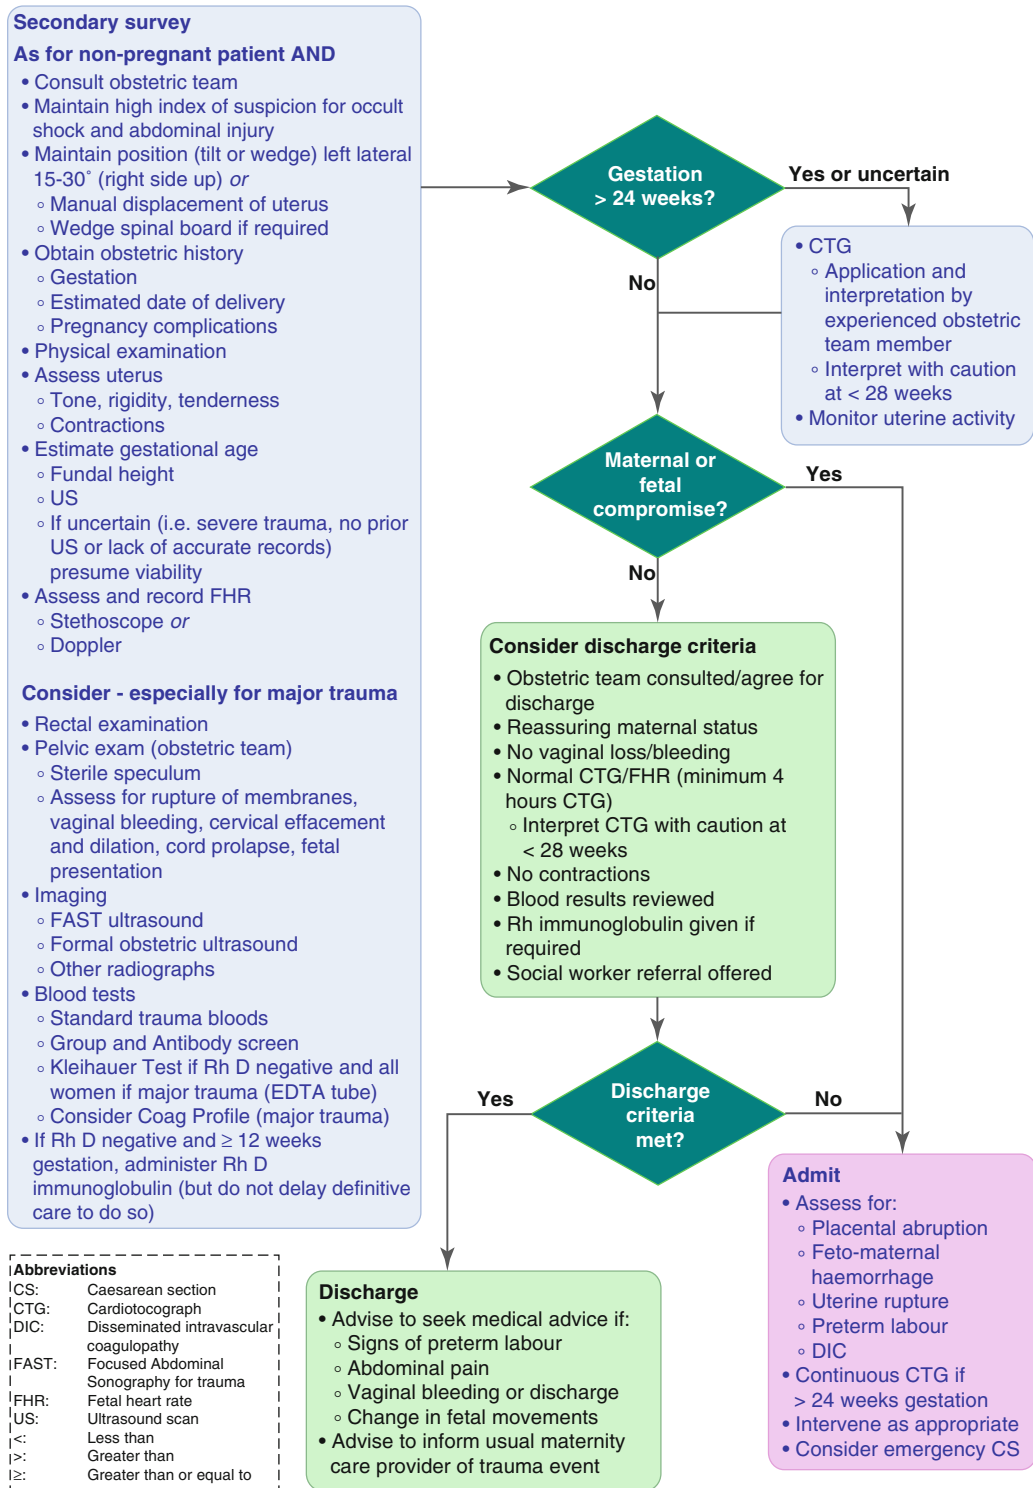 Secondary survey
As for non-pregnant patient AND
• Consult obstetric team
• Maintain high index of suspicion for occult
shock and abdominal injury
• Maintain position (tilt or wedge) left lateral
15-30° (right side up) or
◦ Manual displacement of uterus
◦ Wedge spinal board if required
• Obtain obstetric history
◦ Gestation
◦ Estimated date of delivery
◦ Pregnancy complications
• Physical examination
• Assess uterus
◦ Tone, rigidity, tenderness
◦ Contractions
• Estimate gestational age
◦ Fundal height
◦ US
◦ If uncertain (i.e. severe trauma, no prior
US or lack of accurate records)
presume viability
• Assess and record FHR
◦ Stethoscope or
◦ Doppler
Consider - especially for major trauma
• Rectal examination
• Pelvic exam (obstetric team)
◦ Sterile speculum
◦ Assess for rupture of membranes,
vaginal bleeding, cervical effacement
and dilation, cord prolapse, fetal
presentation
• Imaging
◦ FAST ultrasound
◦ Formal obstetric ultrasound
◦ Other radiographs
• Blood tests
◦ Standard trauma bloods
◦ Group and Antibody screen
◦ Kleihauer Test if Rh D negative and all
women if major trauma (EDTA tube)
◦ Consider Coag Profile (major trauma)
• If Rh D negative and ≥ 12 weeks
gestation, administer Rh D
immunoglobulin (but do not delay definitive
care to do so)
Gestation
> 24 weeks?
Yes or uncertain
No
• CTG
◦ Application and
interpretation by
experienced obstetric
team member
◦ Interpret with caution
at < 28 weeks
• Monitor uterine activity
Maternal or
fetal
compromise?
Yes
No
Consider discharge criteria
• Obstetric team consulted/agree for
discharge
• Reassuring maternal status
• No vaginal loss/bleeding
• Normal CTG/FHR (minimum 4
hours CTG)
◦ Interpret CTG with caution at
< 28 weeks
• No contractions
• Blood results reviewed
• Rh immunoglobulin given if
required
• Social worker referral offered
Discharge
criteria
met?
Yes
No
Admit
• Assess for:
◦ Placental abruption
◦ Feto-maternal
haemorrhage
◦ Uterine rupture
◦ Preterm labour
◦ DIC
• Continuous CTG if
> 24 weeks gestation
• Intervene as appropriate
• Consider emergency CS
Discharge
• Advise to seek medical advice if:
◦ Signs of preterm labour
◦ Abdominal pain
◦ Vaginal bleeding or discharge
◦ Change in fetal movements
• Advise to inform usual maternity
care provider of trauma event
Abbreviations
CS: Caesarean section
CTG: Cardiotocograph
DIC: Disseminated intravascular
coagulopathy
FAST: Focused Abdominal
Sonography for trauma
FHR: Fetal heart rate
US: Ultrasound scan
<: Less than
>: Greater than
≥: Greater than or equal to